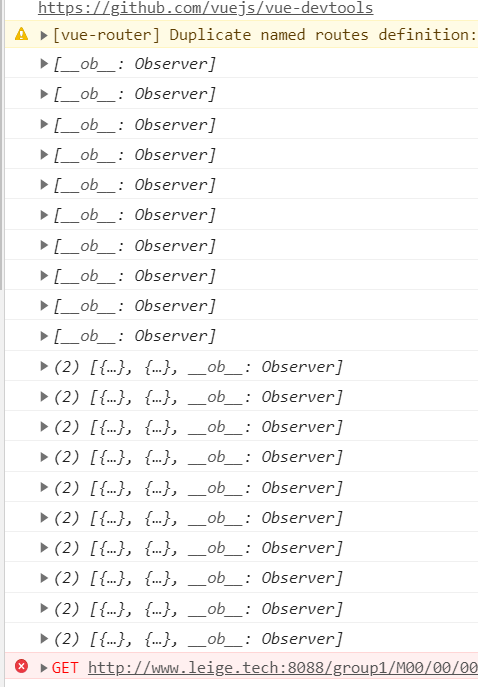 https://github.com/vuejs/vue-devtools
[vue-router] Duplicate named routes definition:
[__ob__: Observer]
[__ob__: Observer]
[__ob__: Observer]
[__ob__: Observer]
[__ob__: Observer]
[__ob__: Observer]
[__ob__: Observer]
[__ob__: Observer]
[__ob__: Observer]
[__ob__: Observer]
(2) [{…}, {…}, __ob__: Observer]
(2) [{…}, {…}, __ob__: Observer]
(2) [{…}, {…}, __ob__: Observer]
(2) [{…}, {…}, __ob__: Observer]
(2) [{…}, {…}, __ob__: Observer]
(2) [{…}, {…}, __ob__: Observer]
(2) [{…}, {…}, __ob__: Observer]
(2) [{…}, {…}, __ob__: Observer]
(2) [{…}, {…}, __ob__: Observer]
(2) [{…}, {…}, __ob__: Observer]
GET http://www.leige.tech:8088/group1/M00/00/00